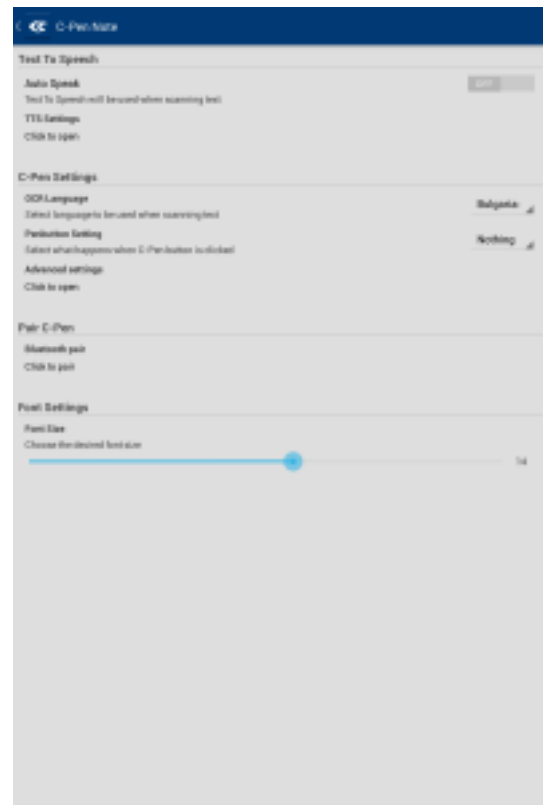 C-Pen Note
Text To Speech
Auto Speak
OFF
Text To Speech will be used when scanning text
TTS Settings
Click to open
C-Pen Settings
OCR Language
Select language to be used when scanning text
Penbutton Setting
Nothing
Select what happens when C-Pen button is clicked
Advanced settings
Click to open
Pair C-Pen
Bluetooth pair
Click to pair
Font Settings
Font Size
Choose the desired font size
14